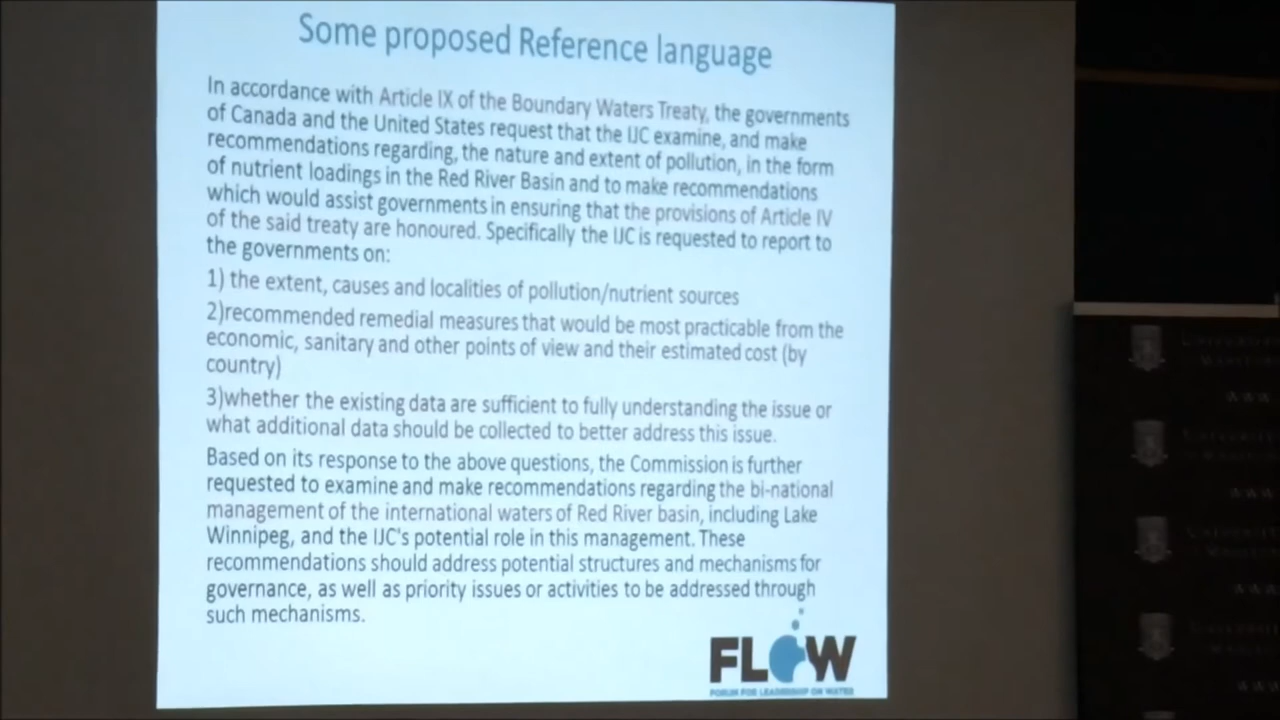 Some proposed Reference language
In accordance with Article IX of the Boundary Waters Treaty, the governments
of Canada and the United States request that the IJC examine, and make
recommendations regarding, the nature and extent of pollution, in the form
of nutrient loadings in the Red River Basin and to make recommendations
which would assist governments in ensuring that the provisions of Article IV
of the said treaty are honoured. Specifically the IJC is requested to report to
the governments on:
1) the extent, causes and localities of pollution/nutrient sources
2)recommended remedial measures that would be most practicable from the
economic, sanitary and other points of view and their estimated cost (by
country)
3)whether the existing data are sufficient to fully understanding the issue or
what additional data should be collected to better address this issue.
Based on its response to the above questions, the Commission is further
requested to examine and make recommendations regarding the bi-national
management of the international waters of Red River basin, including Lake
Winnipeg, and the IJC's potential role in this management. These
recommendations should address potential structures and mechanisms for
governance, as well as priority issues or activities to be addressed through
such mechanisms.
FLOW
FORUM FOR LEADERSHIP ON WATER